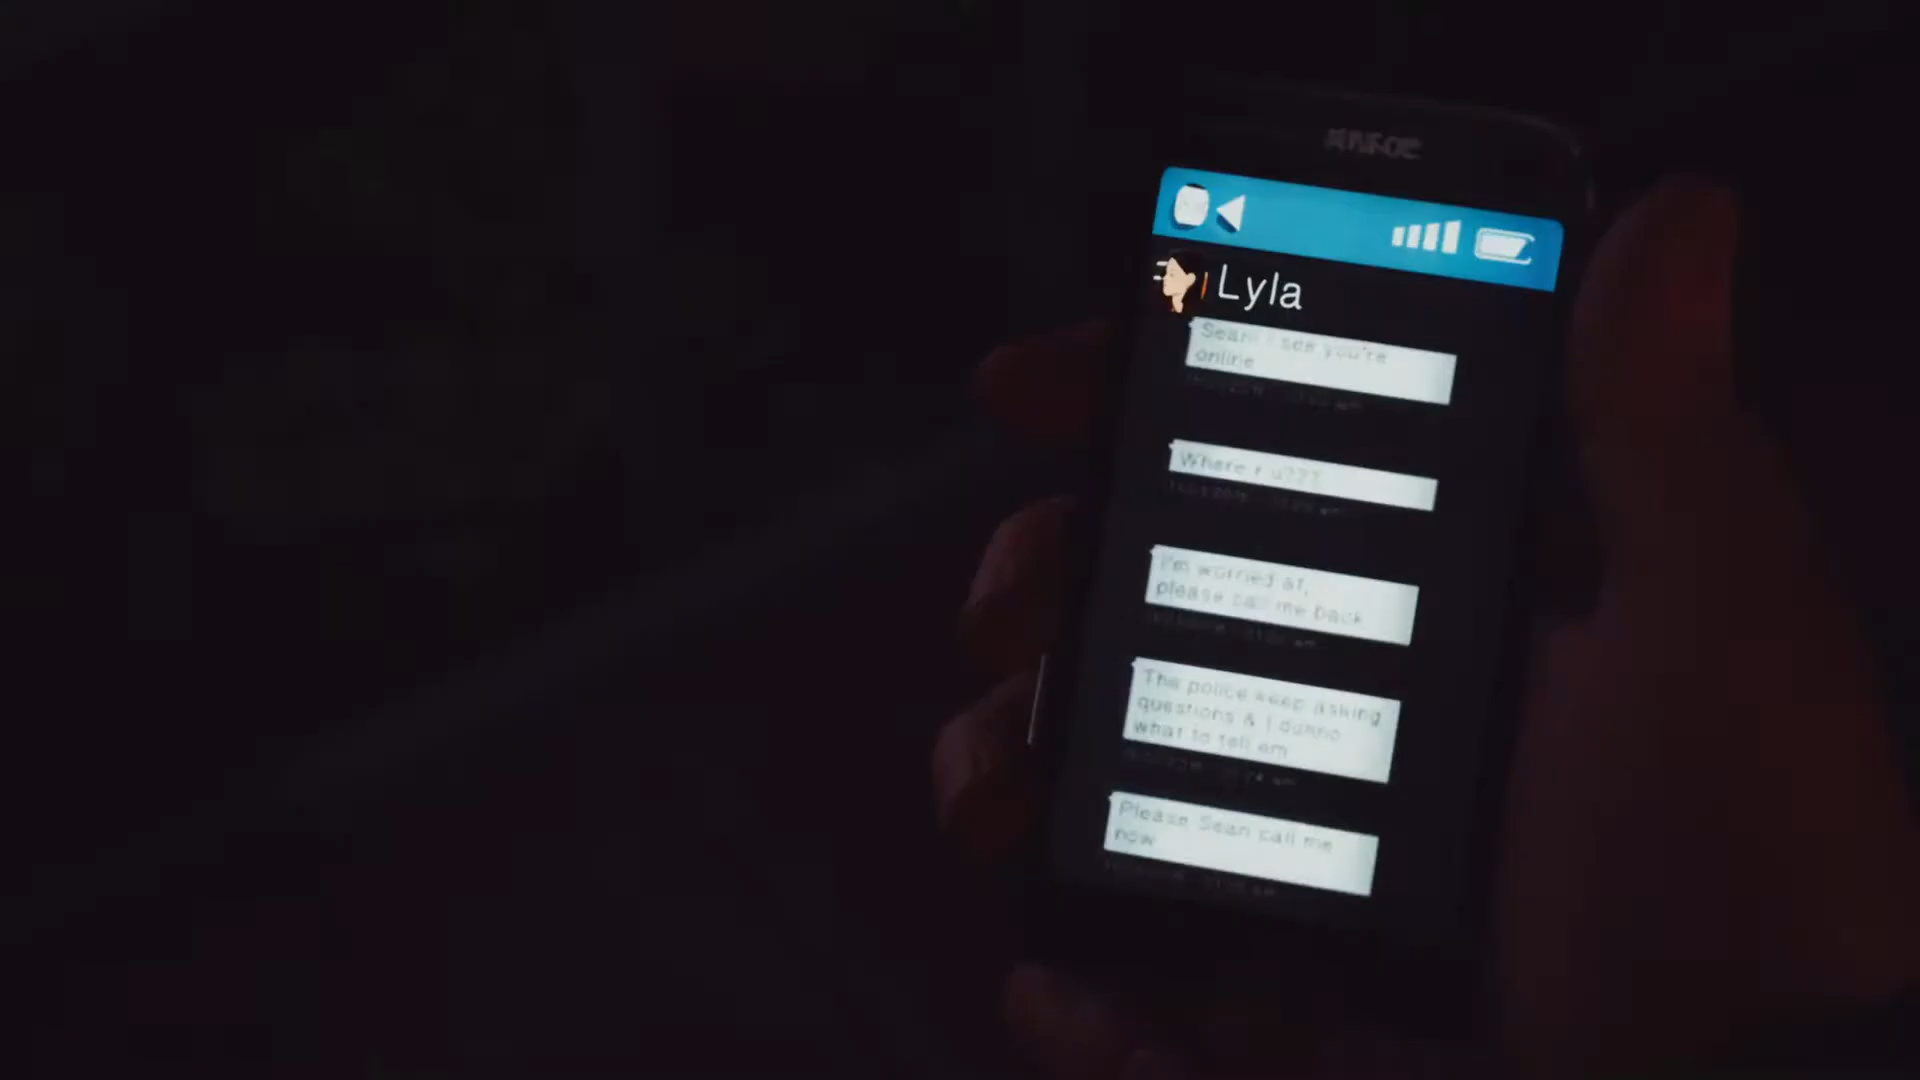 Lyla
Sean I see you're
online
Where r u???
I'm worried af,
please call me back
The police keep asking
questions & I dunno
what to tell em
Please Sean call me
now